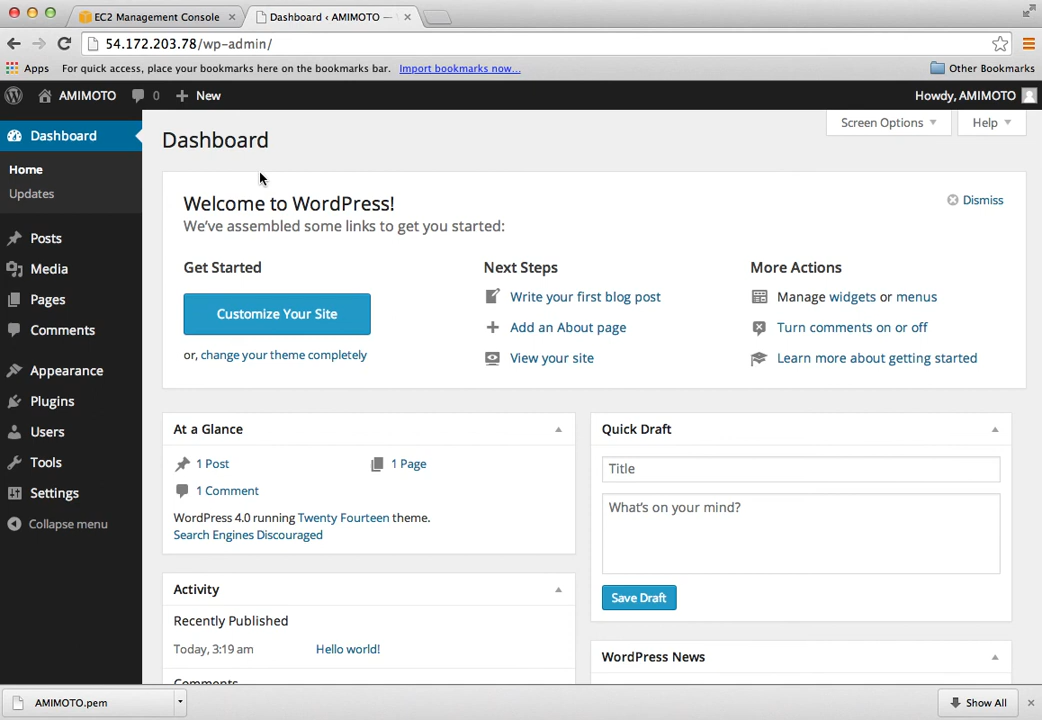 EC2 Management Console
Dashboard ‹ AMIMOTO —
54.172.203.78/wp-admin/
Apps For quick access, place your bookmarks here on the bookmarks bar. Import bookmarks now... Other Bookmarks
AMIMOTO 0 New Howdy, AMIMOTO
Dashboard
Home
Updates
Posts
Media
Pages
Comments
Appearance
Plugins
Users
Tools
Settings
Collapse menu
Screen Options Help
Dashboard
Welcome to WordPress!
Dismiss
We've assembled some links to get you started:
Get Started
Customize Your Site
or, change your theme completely
Next Steps
Write your first blog post
Add an About page
View your site
More Actions
Manage widgets or menus
Turn comments on or off
Learn more about getting started
At a Glance
1 Post 1 Page
1 Comment
WordPress 4.0 running Twenty Fourteen theme.
Search Engines Discouraged
Activity
Recently Published
Today, 3:19 am Hello world!
Comments
Quick Draft
Title
What's on your mind?
Save Draft
WordPress News
AMIMOTO.pem
Show All